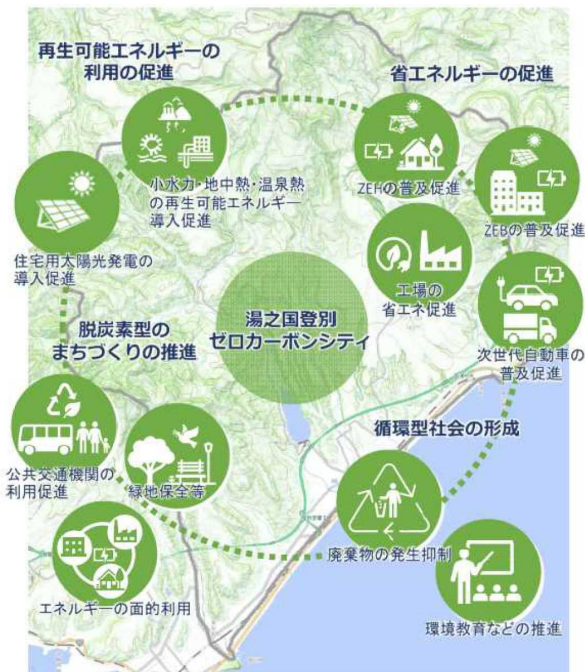 再生可能エネルギーの
利用の促進
省エネルギーの促進
小水力・地中熱・温泉熱
の再生可能エネルギー
導入促進
ZEHの普及促進
ZEBの普及促進
住宅用太陽光発電の
導入促進
工場の
省エネ促進
湯之国登別
ゼロカーボンシティ
脱炭素型の
まちづくりの推進
次世代自動車の
普及促進
循環型社会の形成
公共交通機関の
利用促進
緑地保全等
廃棄物の発生抑制
エネルギーの面的利用
環境教育などの推進